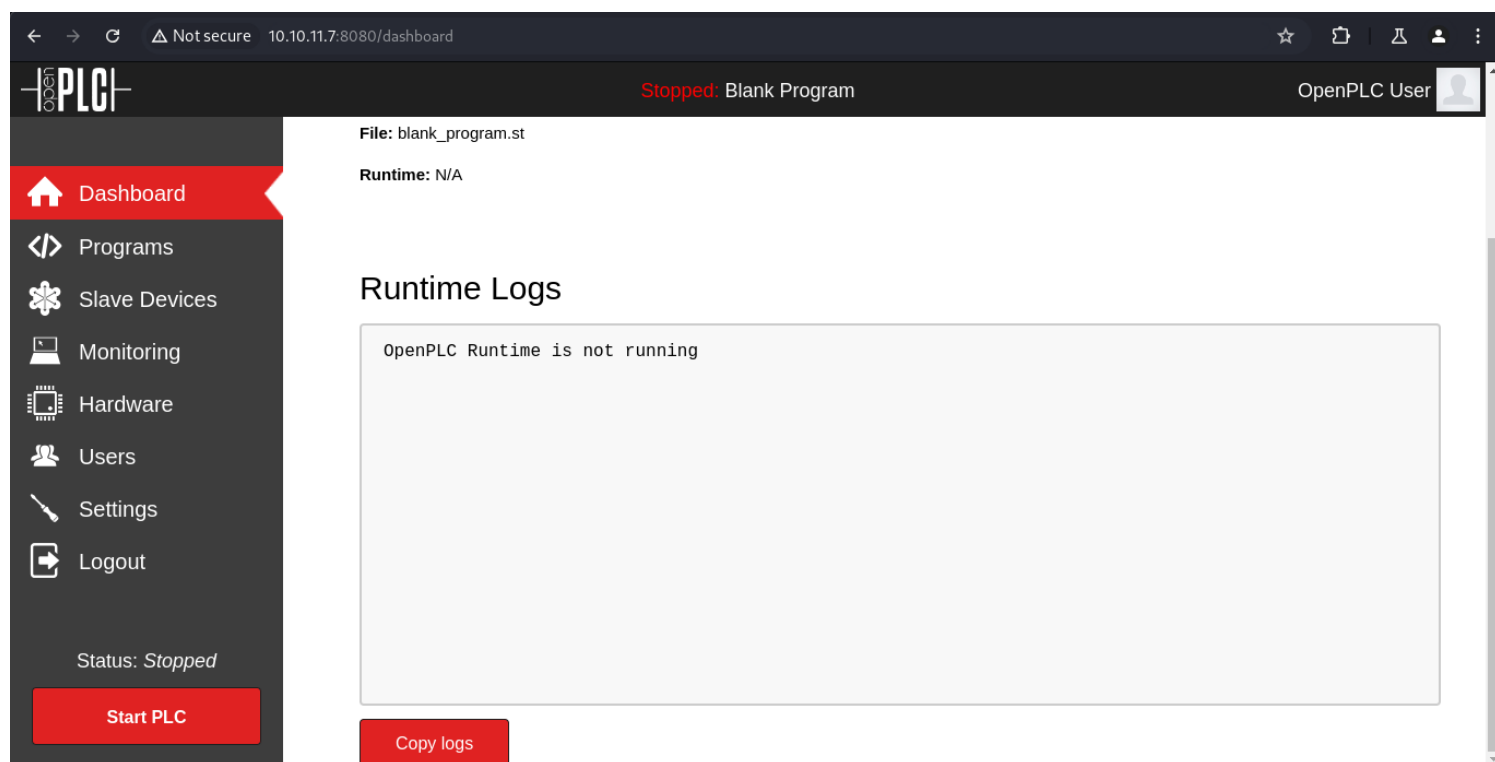 Not secure 10.10.11.7:8080/dashboard
open PLC
Stopped: Blank Program
OpenPLC User
File: blank_program.st
Runtime: N/A
Dashboard
Programs
Slave Devices
Monitoring
Hardware
Users
Settings
Logout
Status: Stopped
Start PLC
Runtime Logs
OpenPLC Runtime is not running
Copy logs